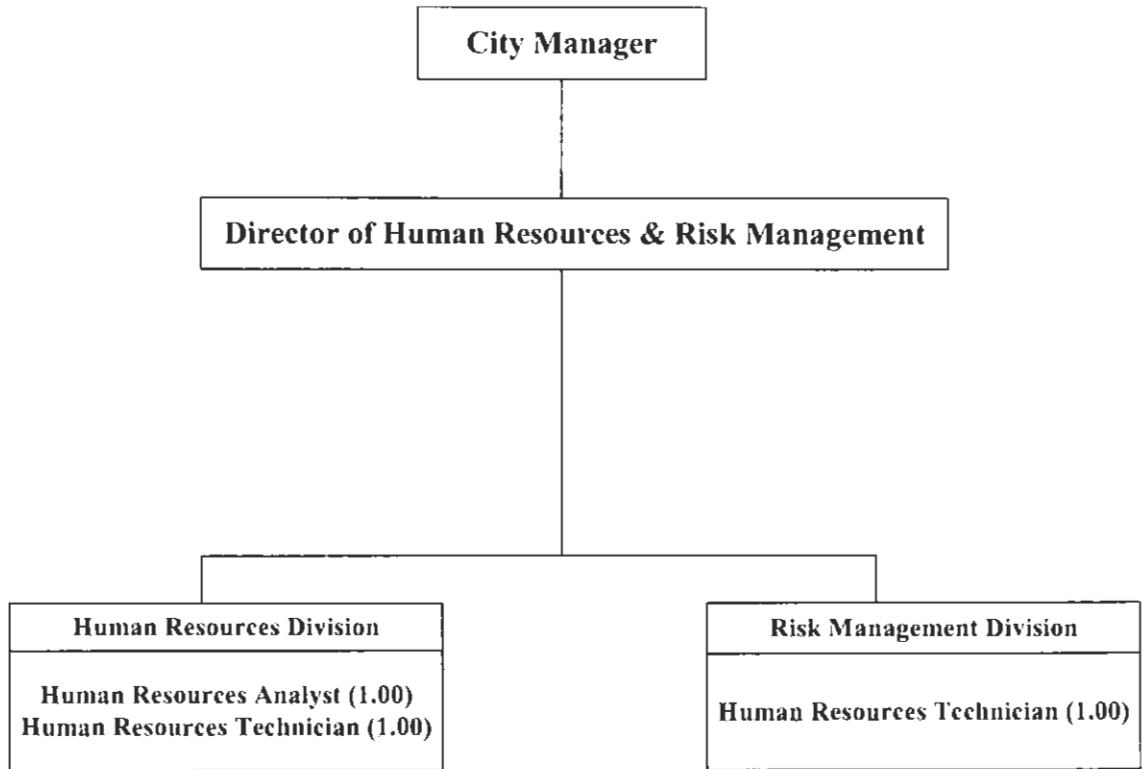 City Manager
Director of Human Resources & Risk Management
Human Resources Division
Human Resources Analyst (1.00)
Human Resources Technician (1.00)
Risk Management Division
Human Resources Technician (1.00)